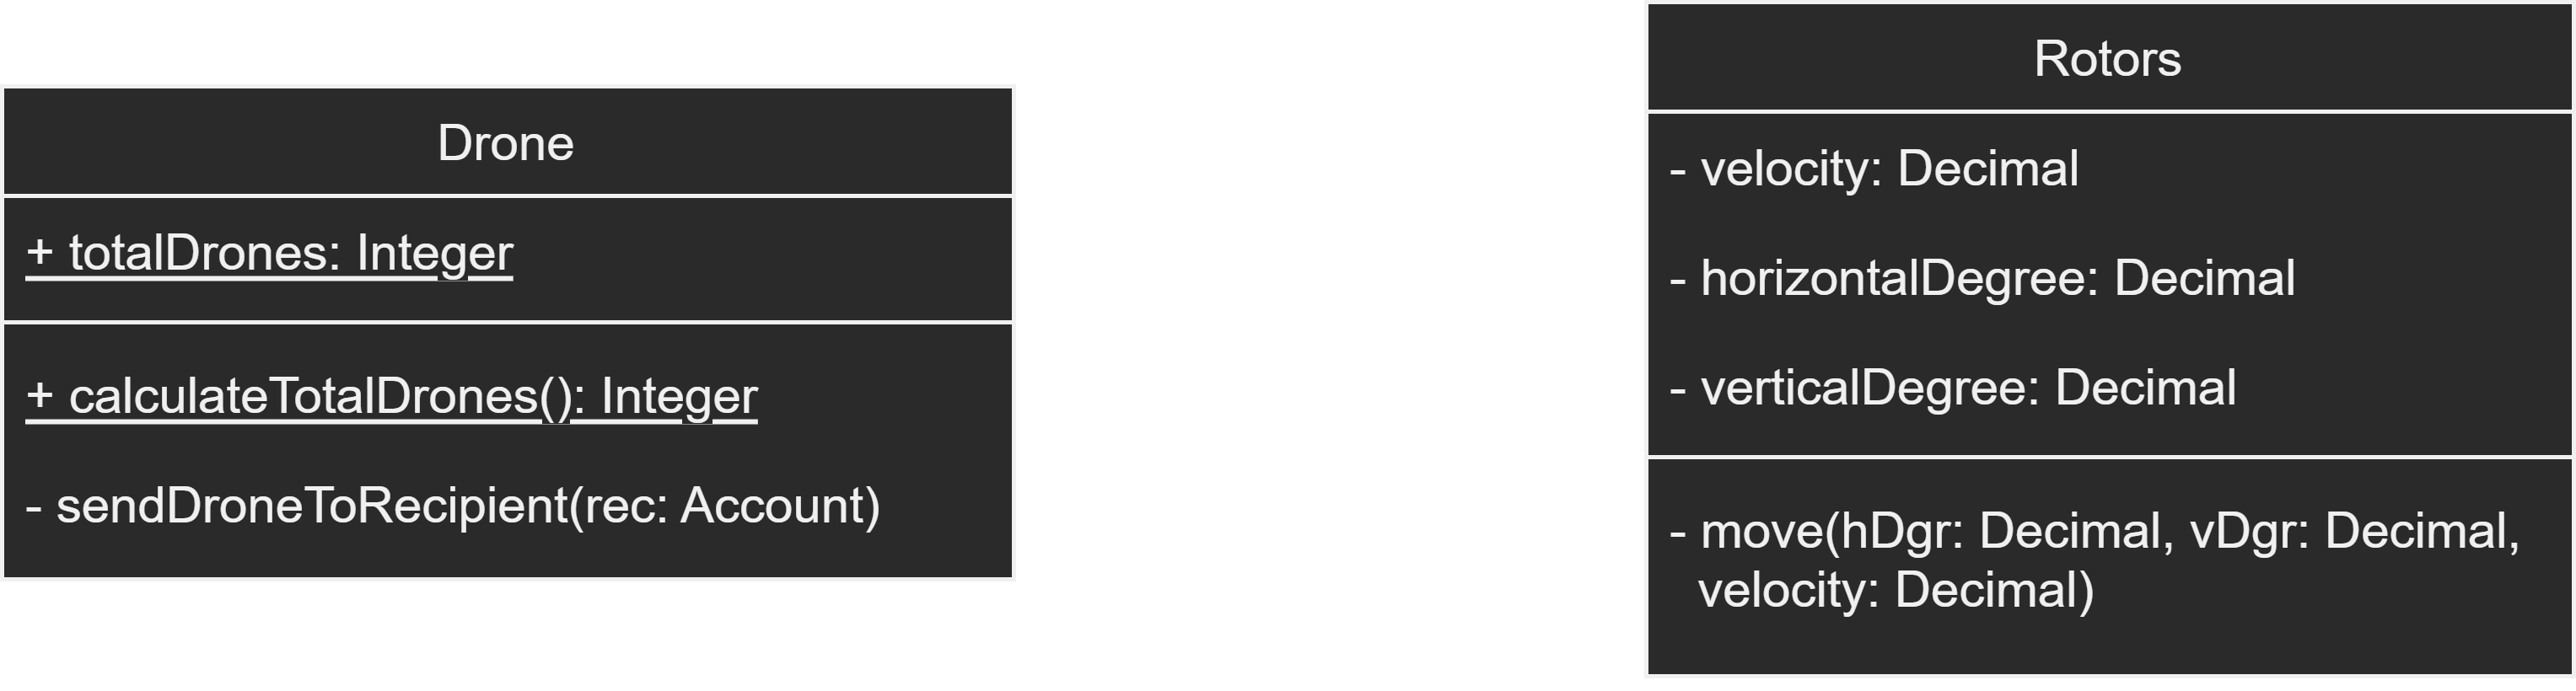 Drone
+ totalDrones: Integer
+ calculateTotalDrones(): Integer
- sendDroneToRecipient(rec: Account)
Rotors
- velocity: Decimal
- horizontalDegree: Decimal
- verticalDegree: Decimal
- move(hDgr: Decimal, vDgr: Decimal,
velocity: Decimal)